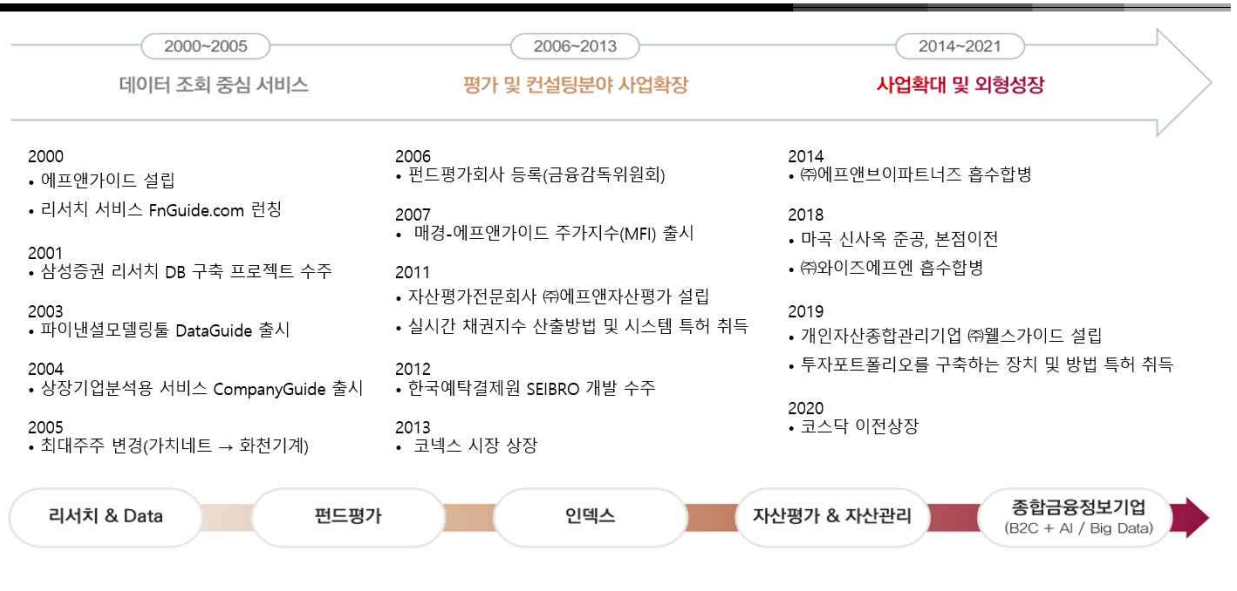 2000~2005
2006~2013
2014~2021
데이터 조회 중심 서비스
평가 및 컨설팅분야 사업확장
사업확대 및 외형성장
2000
• 에프앤가이드 설립
• 리서치 서비스 FnGuide.com 런칭
2001
• 삼성증권 리서치 DB 구축 프로젝트 수주
2003
• 파이낸셜모델링툴 DataGuide 출시
2004
• 상장기업분석용 서비스 CompanyGuide 출시
2005
• 최대주주 변경(가치네트 → 화천기계)
2006
• 펀드평가회사 등록(금융감독위원회)
2007
• 매경-에프앤가이드 주가지수(MFI) 출시
2011
• 자산평가전문회사 ㈜에프앤자산평가 설립
• 실시간 채권지수 산출방법 및 시스템 특허 취득
2012
• 한국예탁결제원 SEIBRO 개발 수주
2013
• 코넥스 시장 상장
2014
• ㈜에프앤브이파트너즈 흡수합병
2018
• 마곡 신사옥 준공, 본점이전
• ㈜와이즈에프엔 흡수합병
2019
• 개인자산종합관리기업 ㈜웰스가이드 설립
• 투자포트폴리오를 구축하는 장치 및 방법 특허 취득
2020
• 코스닥 이전상장
리서치 & Data
펀드평가
인덱스
자산평가 & 자산관리
종합금융정보기업
(B2C + AI / Big Data)